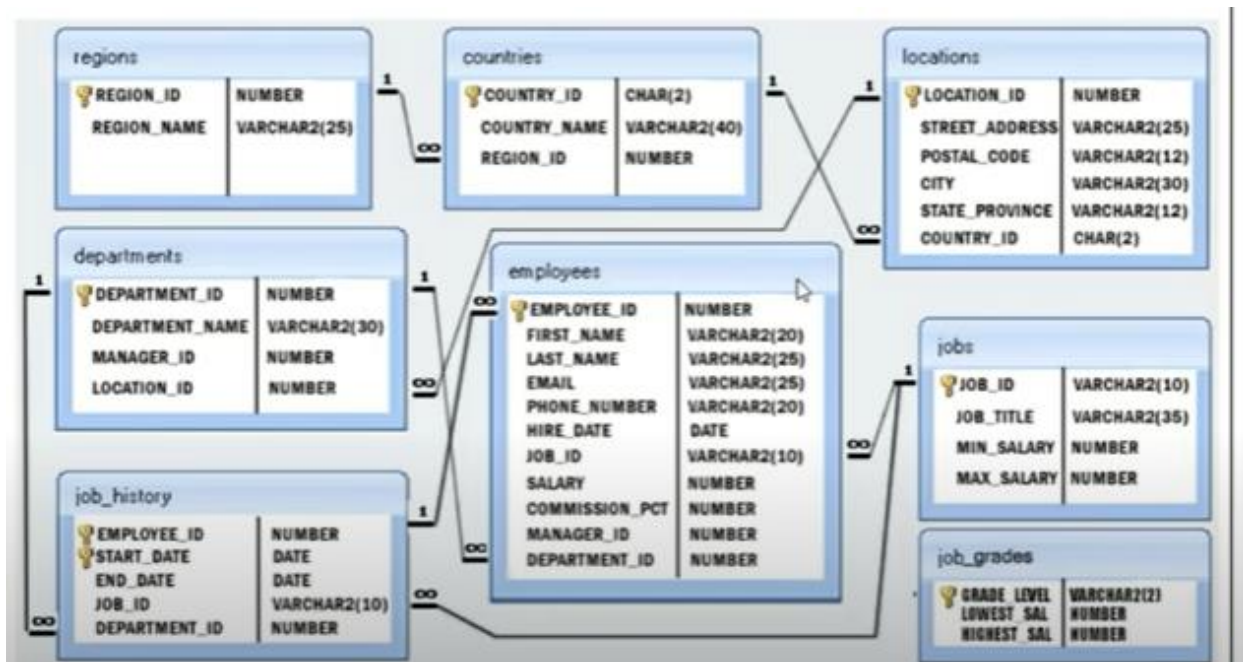 regions
REGION_ID NUMBER
REGION_NAME VARCHAR2(25)
countries
COUNTRY_ID CHAR(2)
COUNTRY_NAME VARCHAR2(40)
REGION_ID NUMBER
locations
LOCATION_ID NUMBER
STREET_ADDRESS VARCHAR2(25)
POSTAL_CODE VARCHAR2(12)
CITY VARCHAR2(30)
STATE_PROVINCE VARCHAR2(12)
COUNTRY_ID CHAR(2)
1
∞
1
∞
1
∞
departments
DEPARTMENT_ID NUMBER
DEPARTMENT_NAME VARCHAR2(30)
MANAGER_ID NUMBER
LOCATION_ID NUMBER
1
∞
1
∞
employees
EMPLOYEE_ID NUMBER
FIRST_NAME VARCHAR2(20)
LAST_NAME VARCHAR2(25)
EMAIL VARCHAR2(25)
PHONE_NUMBER VARCHAR2(20)
HIRE_DATE DATE
JOB_ID VARCHAR2(10)
SALARY NUMBER
COMMISSION_PCT NUMBER
MANAGER_ID NUMBER
DEPARTMENT_ID NUMBER
∞
1
∞
1
jobs
JOB_ID VARCHAR2(10)
JOB_TITLE VARCHAR2(35)
MIN_SALARY NUMBER
MAX_SALARY NUMBER
job_history
EMPLOYEE_ID NUMBER
START_DATE DATE
END_DATE DATE
JOB_ID VARCHAR2(10)
DEPARTMENT_ID NUMBER
∞
job_grades
GRADE_LEVEL VARCHAR2(2)
LOWEST_SAL NUMBER
HIGHEST_SAL NUMBER